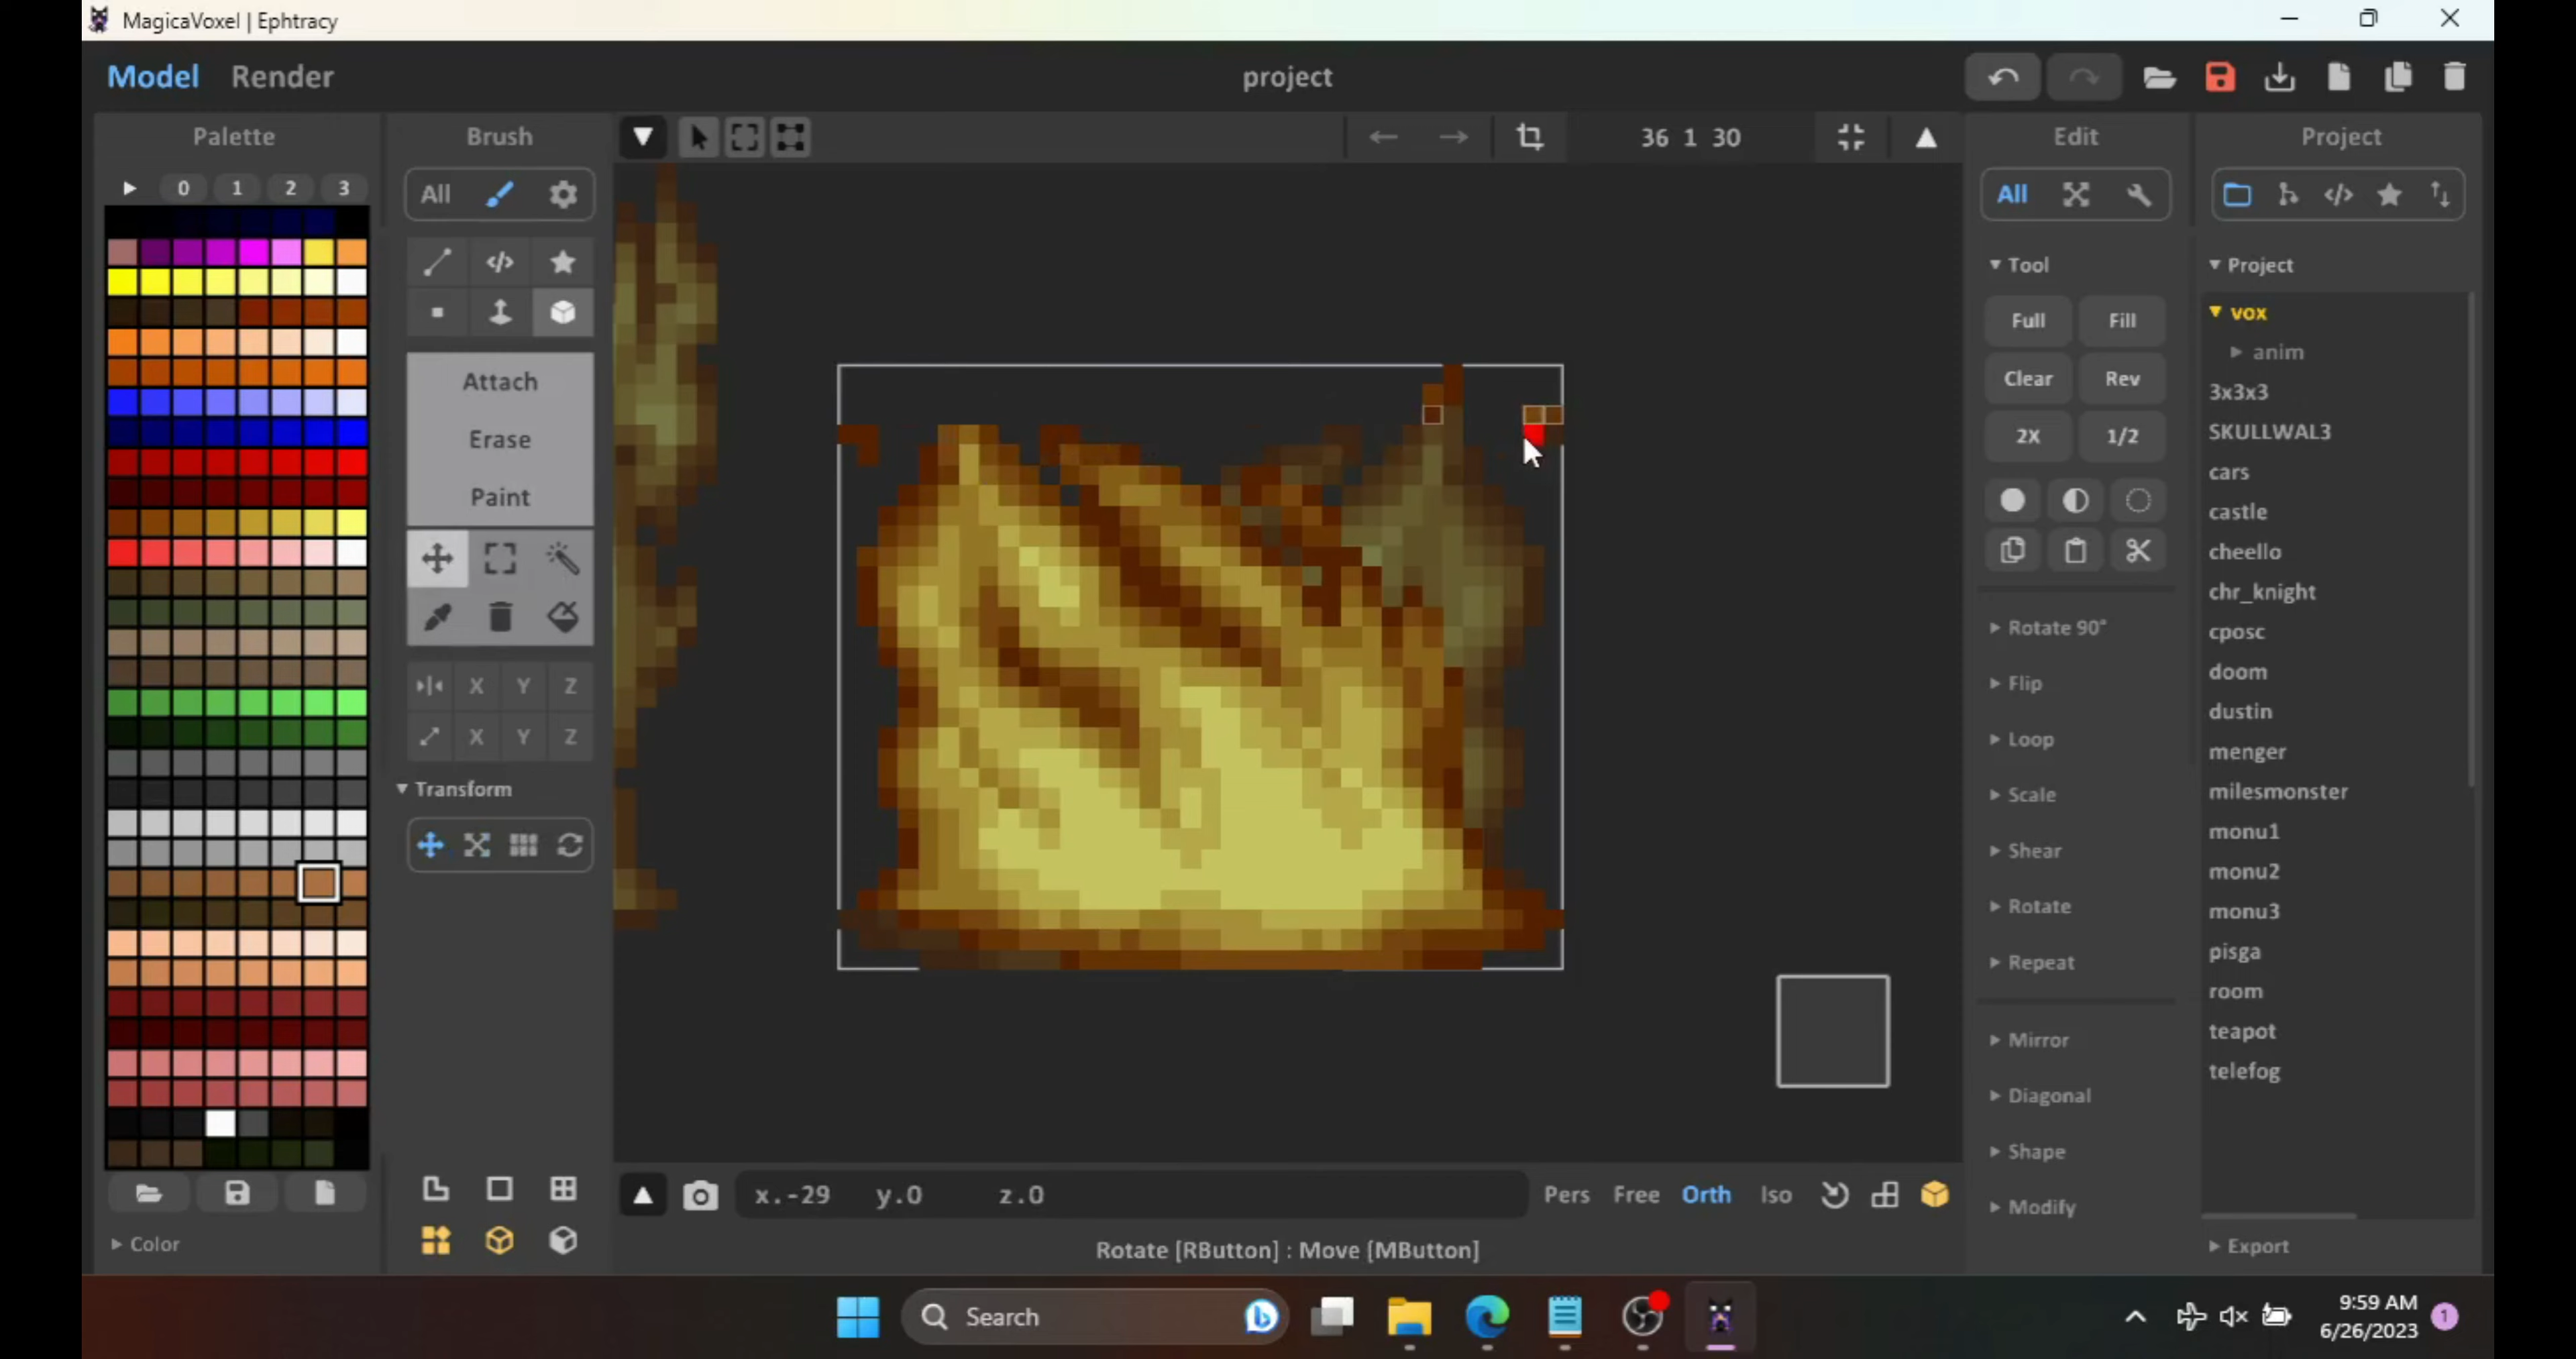 MagicaVoxel | Ephtracy
Model Render
project
Palette
0 1 2 3
Color
Brush
All
Attach
Erase
Paint
X Y Z
X Y Z
Transform
36 1 30
x.-29 y.0 z.0
Pers Free Orth Iso
Rotate [RButton] : Move [MButton]
Edit
All
Tool
Full Fill
Clear Rev
2X 1/2
Rotate 90°
Flip
Loop
Scale
Shear
Rotate
Repeat
Mirror
Diagonal
Shape
Modify
Project
Project
vox
anim
3x3x3
SKULLWAL3
cars
castle
cheello
chr_knight
cposc
doom
dustin
menger
milesmonster
monu1
monu2
monu3
pisga
room
teapot
telefog
Export
Search
9:59 AM
6/26/2023
1